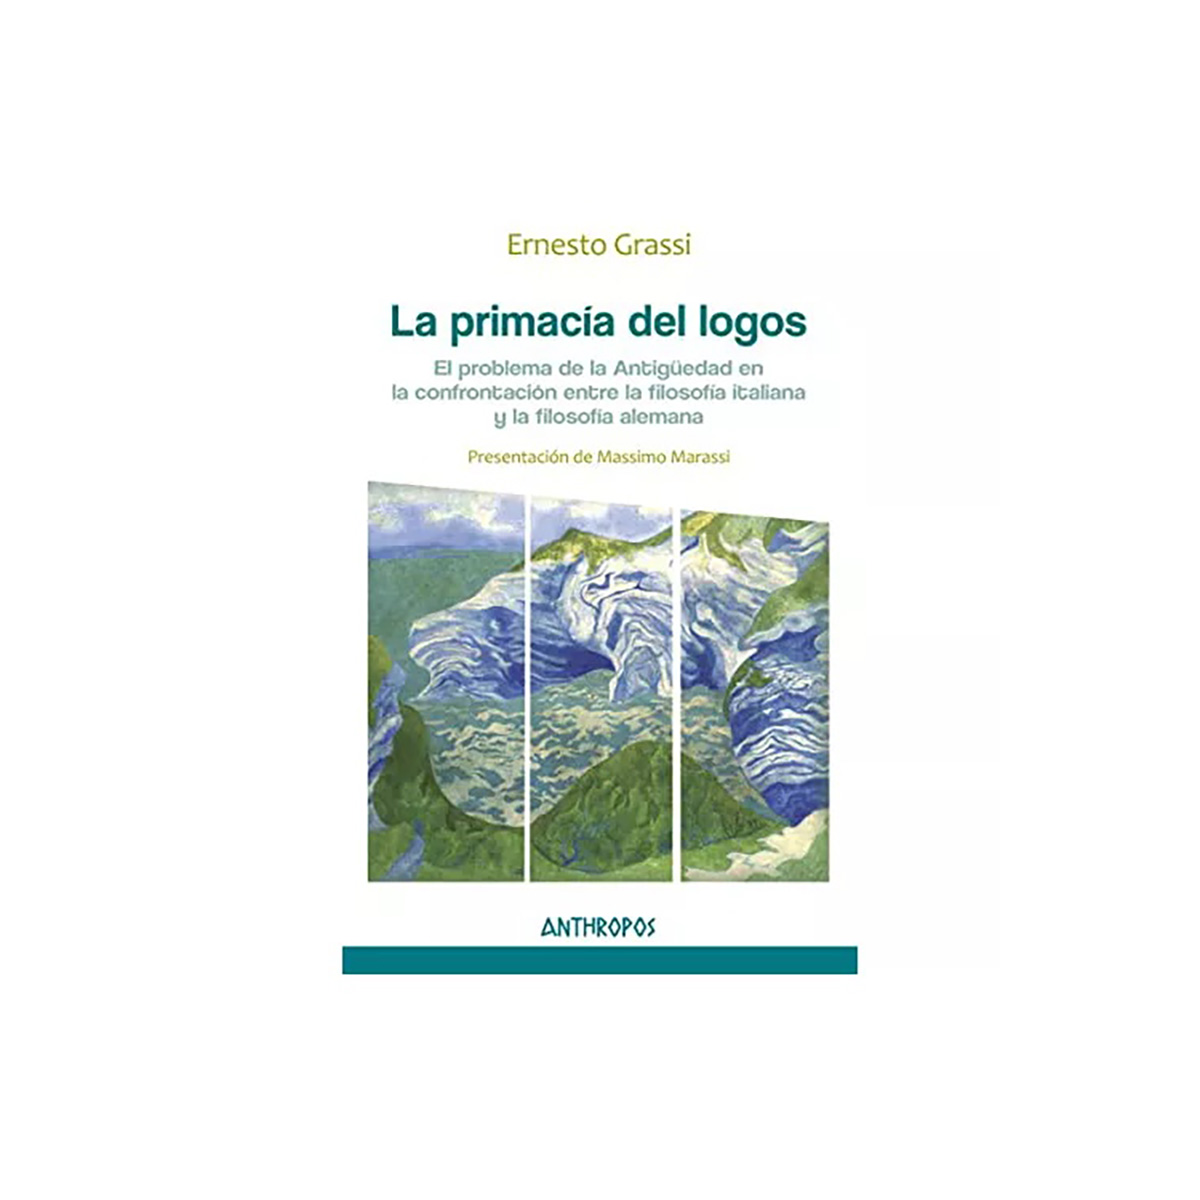 Ernesto Grassi
La primacía del logos
El problema de la Antigüedad en
la confrontación entre la filosofía italiana
y la filosofía alemana
Presentación de Massimo Marassi
ANTHROPOS